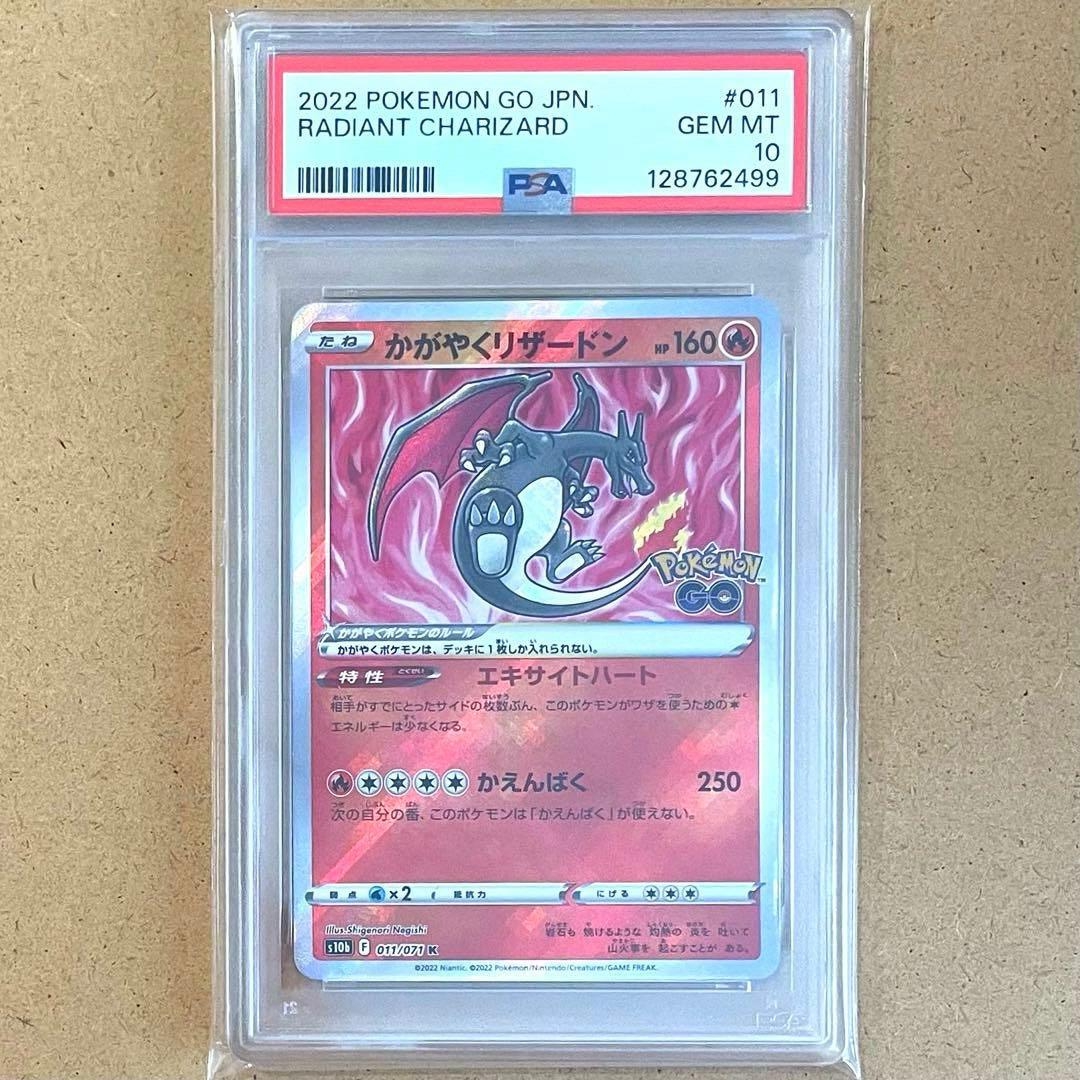 2022 POKEMON GO JPN. #011
RADIANT CHARIZARD GEM MT
10
PSA 128762499
たね かがやくリザードン HP 160
POKéMON™
GO
かがやくポケモンのルール
かがやくポケモンは、デッキに1枚しか入れられない。
特性 エキサイトハート
相手がすでにとったサイドの枚数ぶん、このポケモンがワザを使うための
エネルギーは少なくなる。
かえんばく 250
次の自分の番、このポケモンは「かえんばく」が使えない。
弱点 ×2 抵抗力 にげる
Illus. Shigenori Negishi
岩石も 焼けるような 灼熱の 炎を 吐いて
s10b F 011/071 K
山火事を 起こすことが ある。
©2022 Niantic. ©2022 Pokémon/Nintendo/Creatures/GAME FREAK.